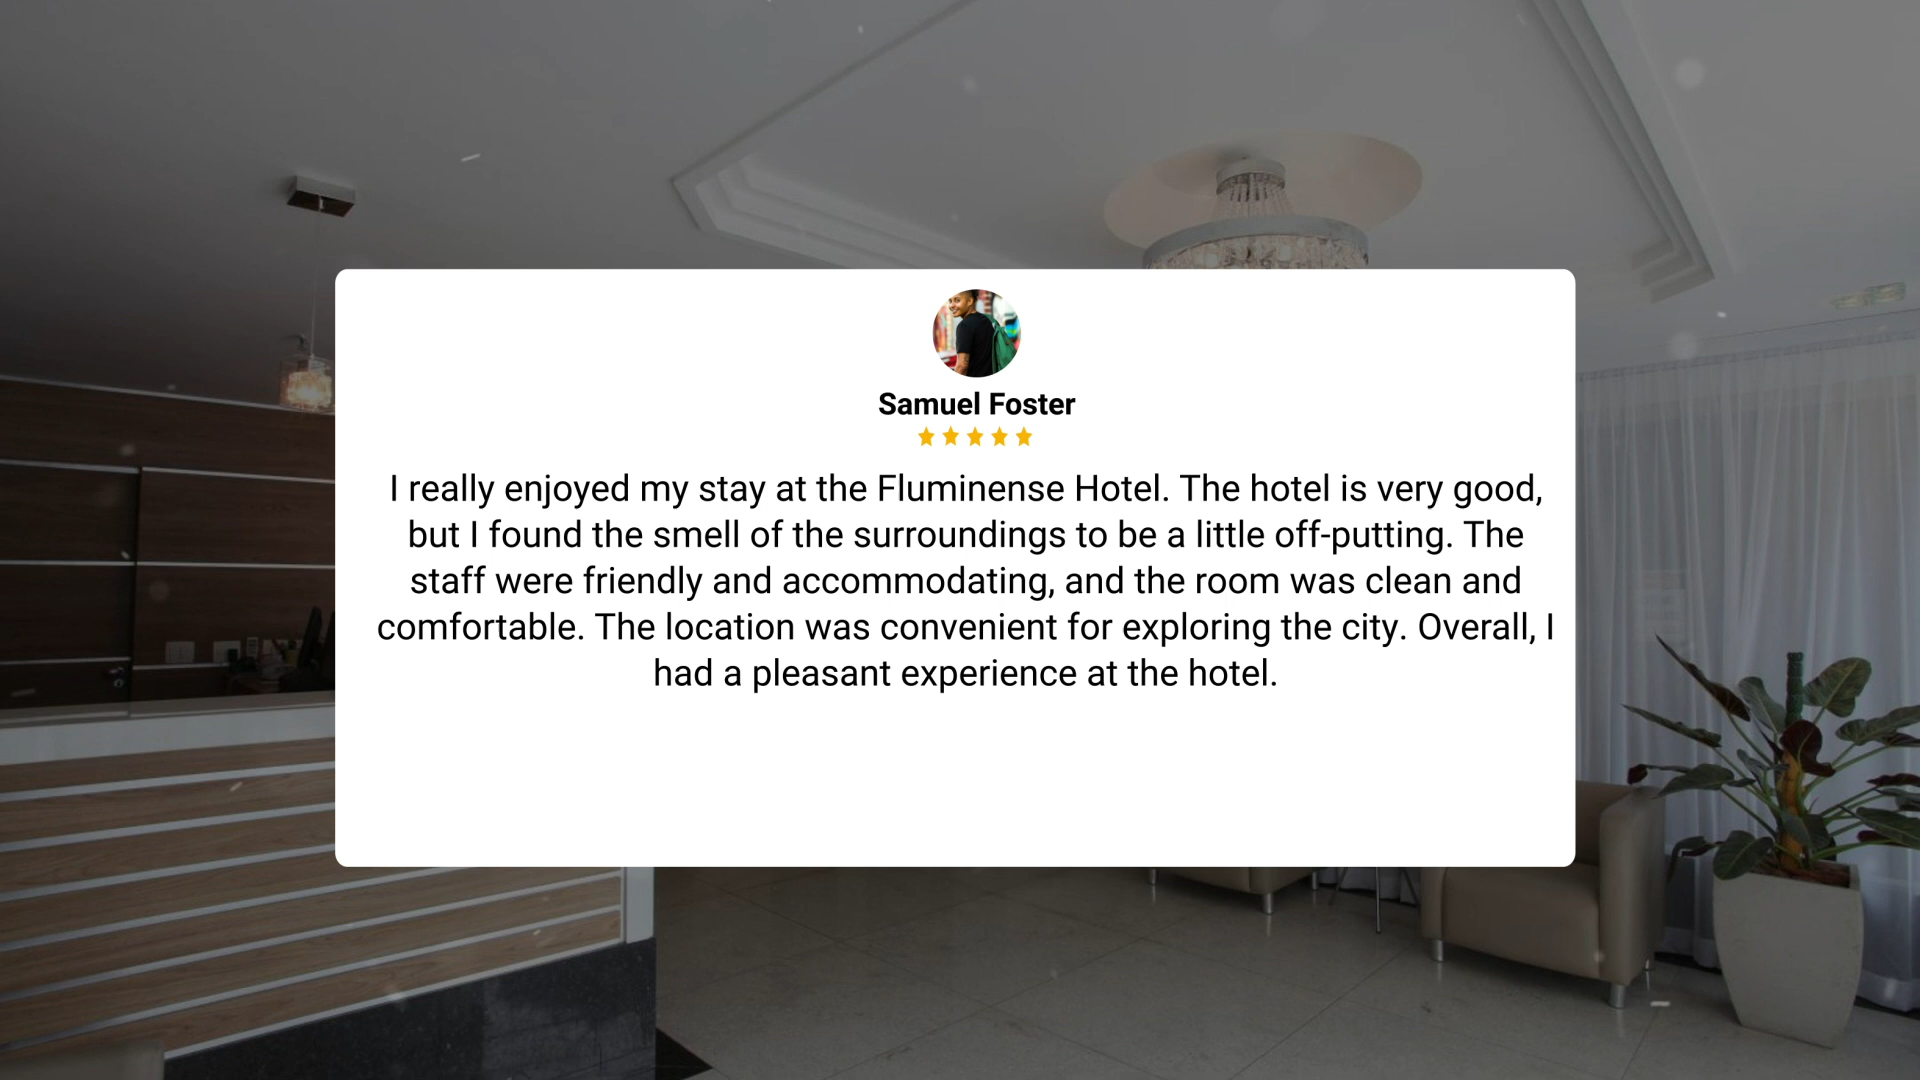 Samuel Foster
I really enjoyed my stay at the Fluminense Hotel. The hotel is very good,
but I found the smell of the surroundings to be a little off-putting. The
staff were friendly and accommodating, and the room was clean and
comfortable. The location was convenient for exploring the city. Overall, I
had a pleasant experience at the hotel.